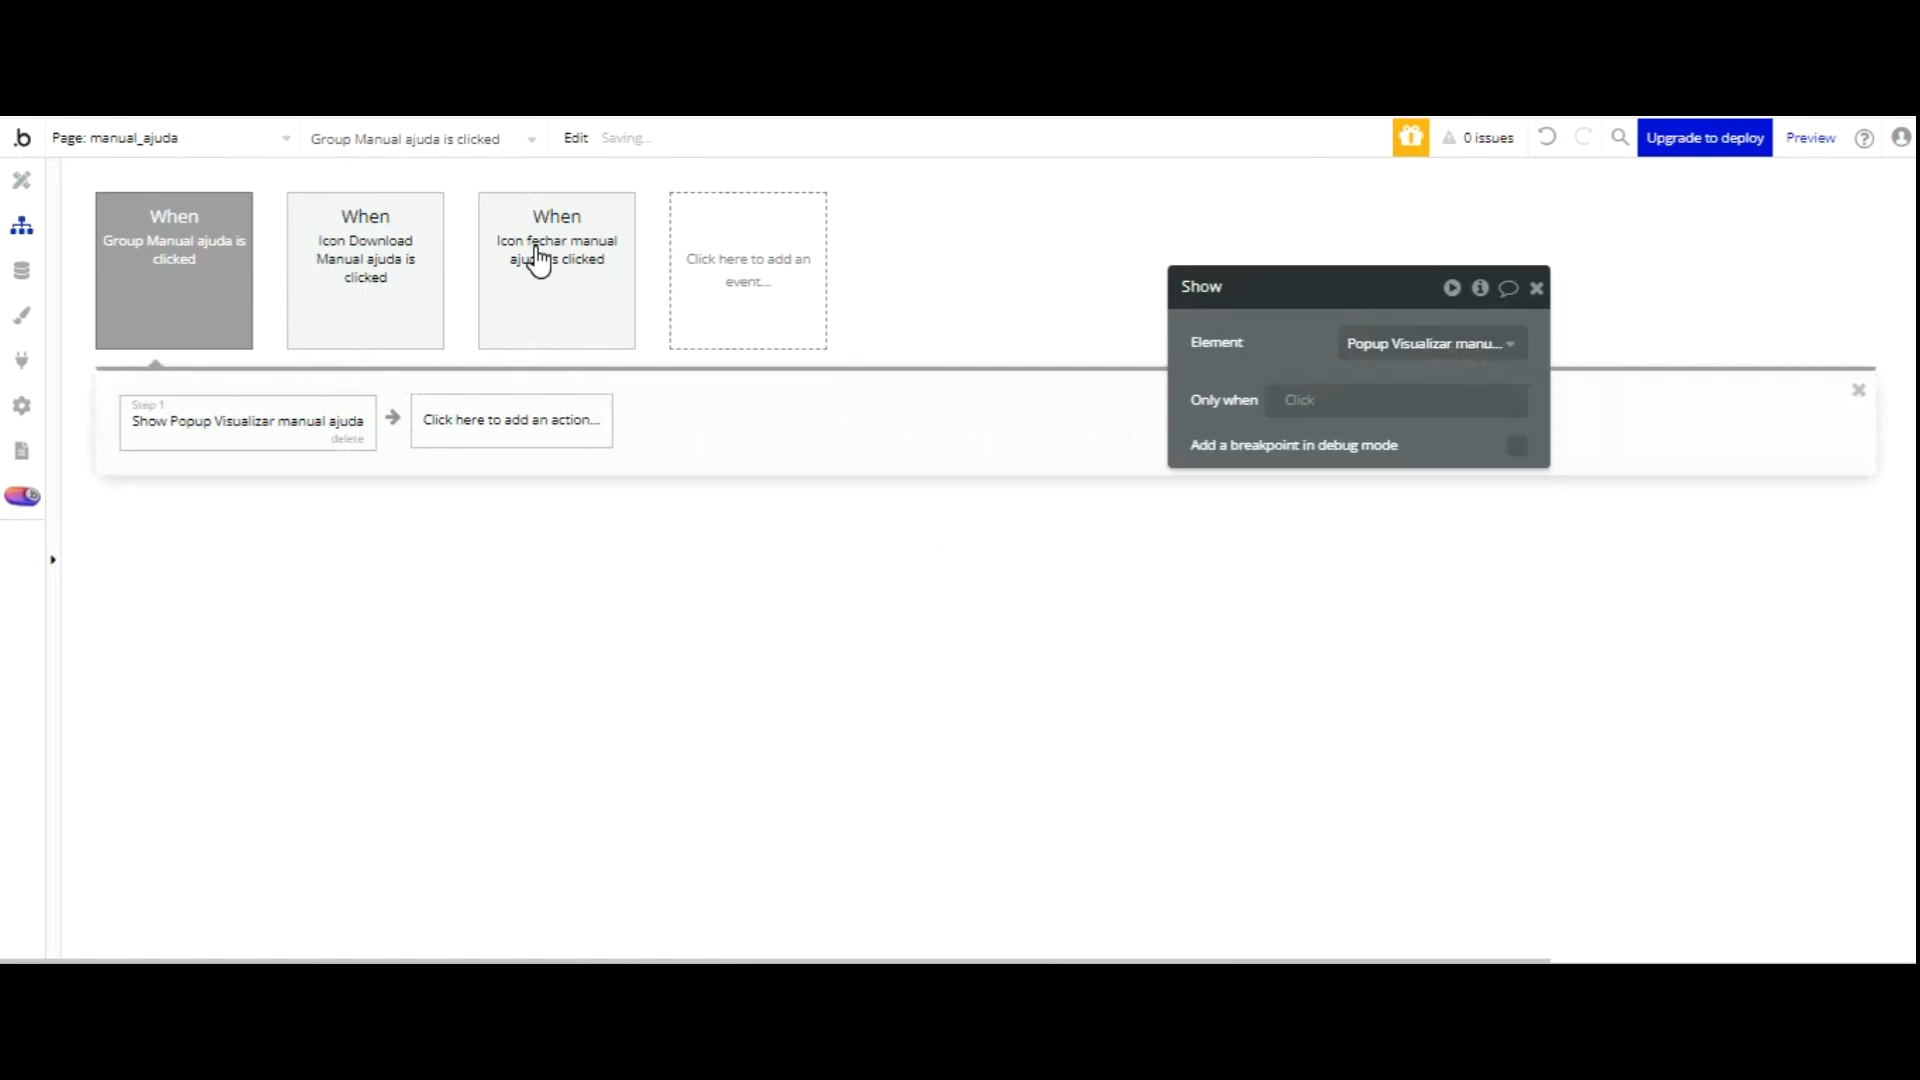 .b
Page: manual_ajuda
Group Manual ajuda is clicked
Edit
Saving...
0 issues
Upgrade to deploy
Preview
When
Group Manual ajuda is
clicked
When
Icon Download
Manual ajuda is
clicked
When
Icon fechar manual
ajuda is clicked
Click here to add an
event...
Show
Element
Popup Visualizar manu...
Only when
Click
Add a breakpoint in debug mode
Step 1
Show Popup Visualizar manual ajuda
delete
Click here to add an action...